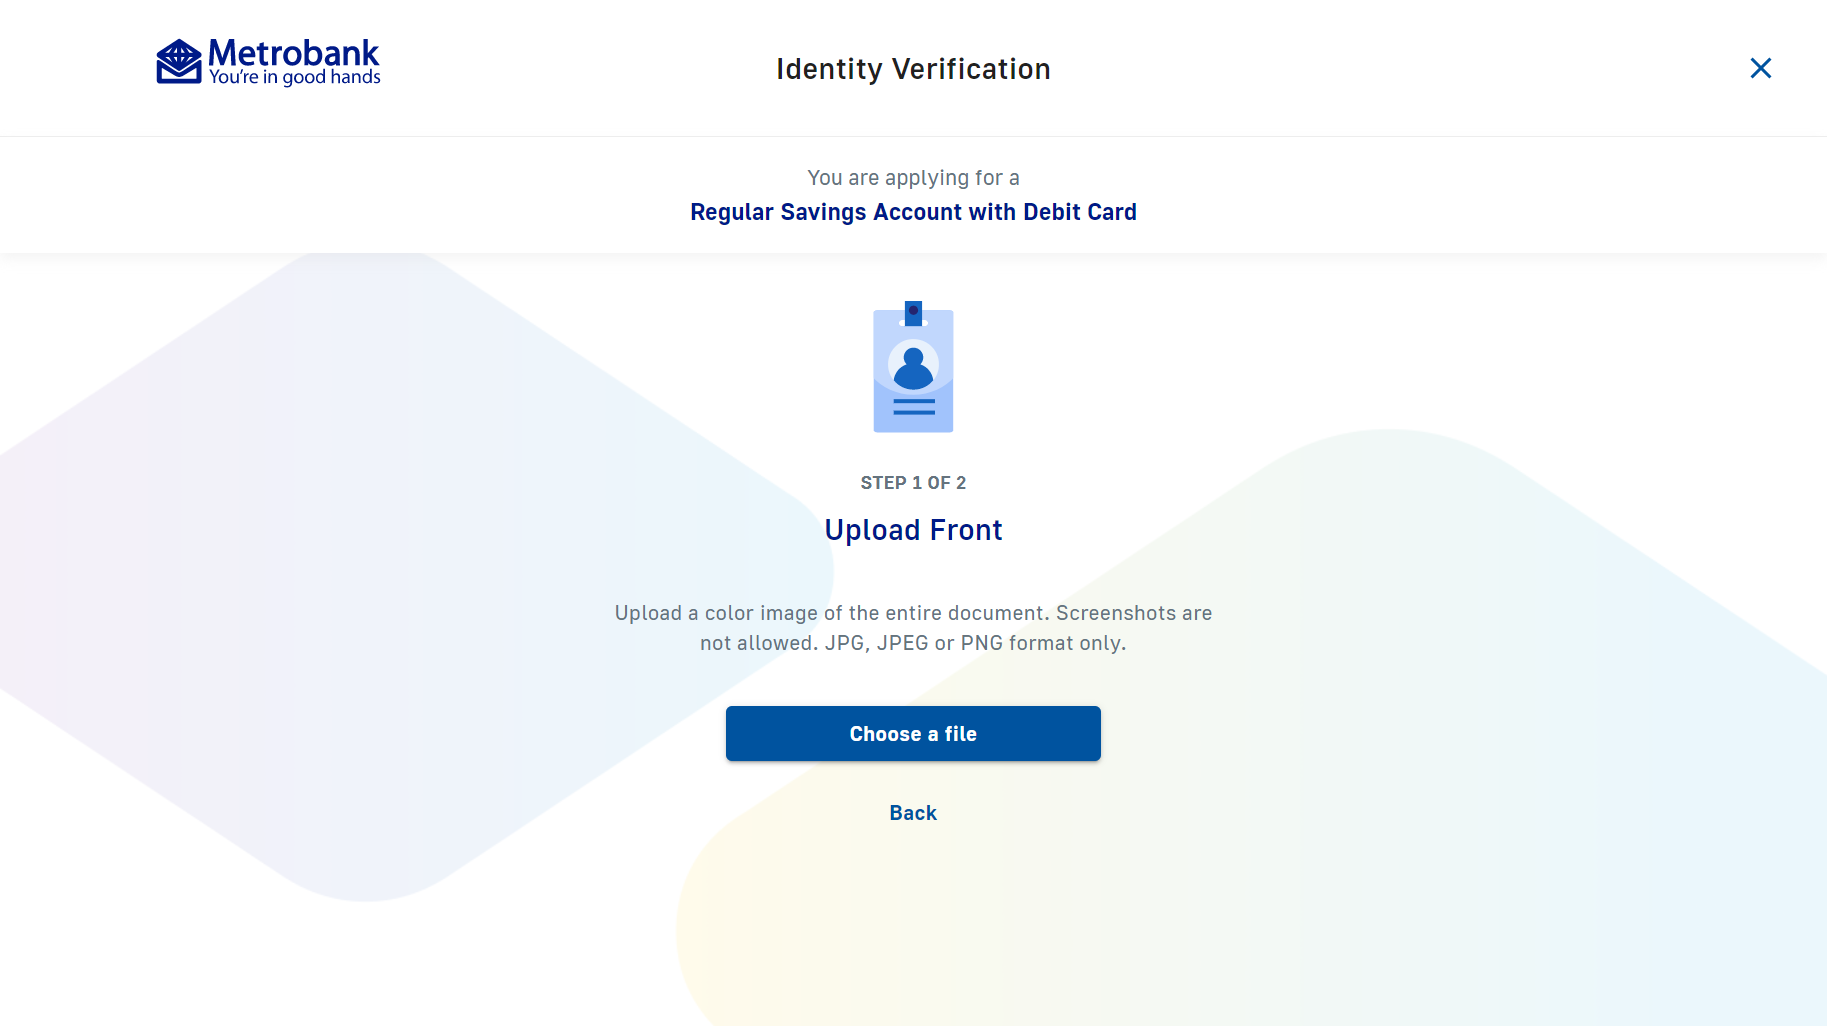 Metrobank
You're in good hands
Identity Verification
You are applying for a
Regular Savings Account with Debit Card
STEP 1 OF 2
Upload Front
Upload a color image of the entire document. Screenshots are
not allowed. JPG, JPEG or PNG format only.
Choose a file
Back